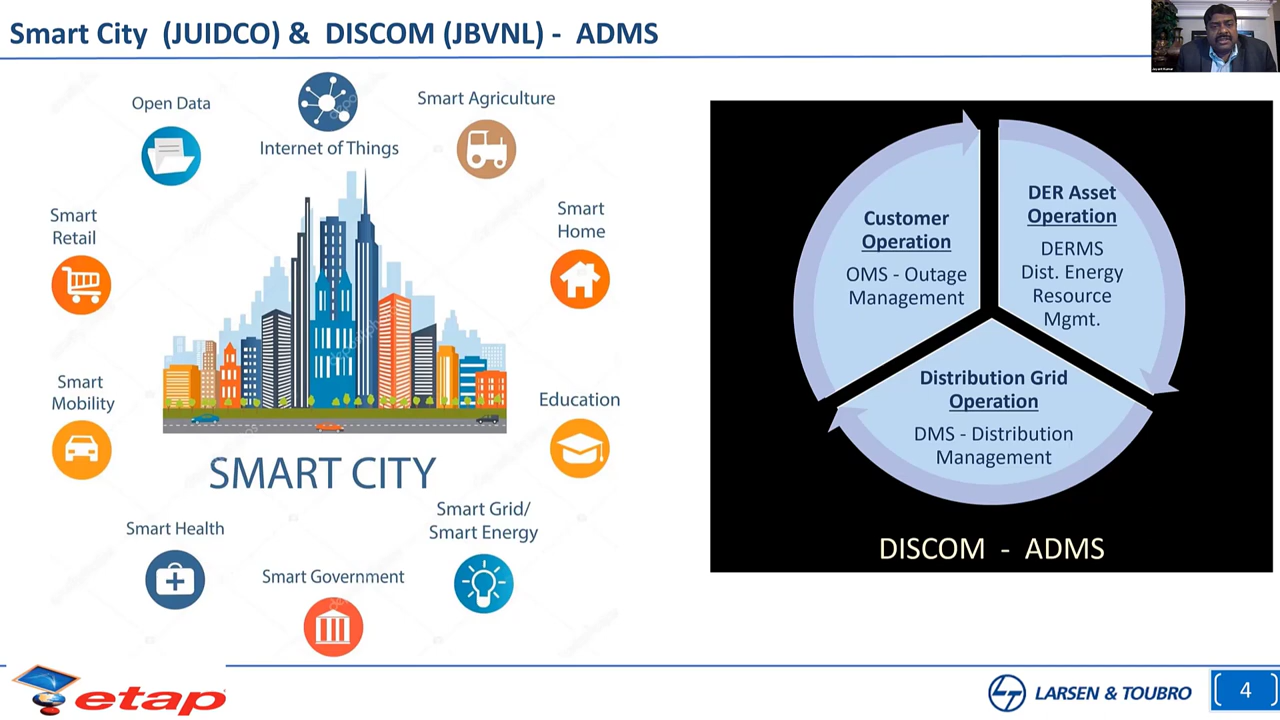 Smart City (JUIDCO) & DISCOM (JBVNL) - ADMS
Open Data
Internet of Things
Smart Agriculture
Smart
Retail
Smart
Home
Smart
Mobility
Education
SMART CITY
Smart Health
Smart Government
Smart Grid/
Smart Energy
Customer
Operation
OMS - Outage
Management
DER Asset
Operation
DERMS
Dist. Energy
Resource
Mgmt.
Distribution Grid
Operation
DMS - Distribution
Management
DISCOM - ADMS
etap
LARSEN & TOUBRO
4